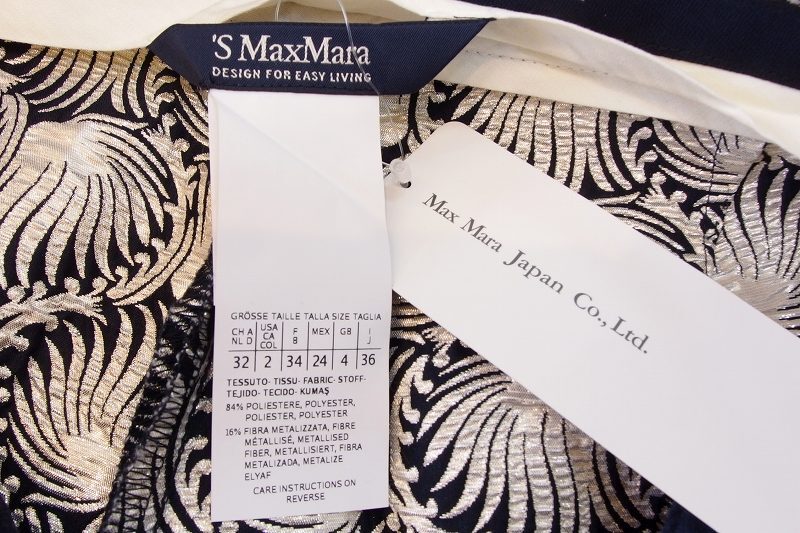 'S MaxMara
DESIGN FOR EASY LIVING
Max Mara Japan Co., Ltd.
GRÖSSE TAILLE TALLA SIZE TAGLIA
CH A NL D USA CA COL F B MEX GB I J
32 2 34 24 4 36
TESSUTO- TISSU- FABRIC- STOFF-
TEJIDO- TECIDO- KUMAŞ
84% POLIESTERE, POLYESTER,
POLIESTER, POLYESTER
16% FIBRA METALIZZATA, FIBRE
MÉTALLISÉ, METALLISED
FIBER, METALLISIERT, FIBRA
METALIZADA, METALIZE
ELYAF
CARE INSTRUCTIONS ON
REVERSE